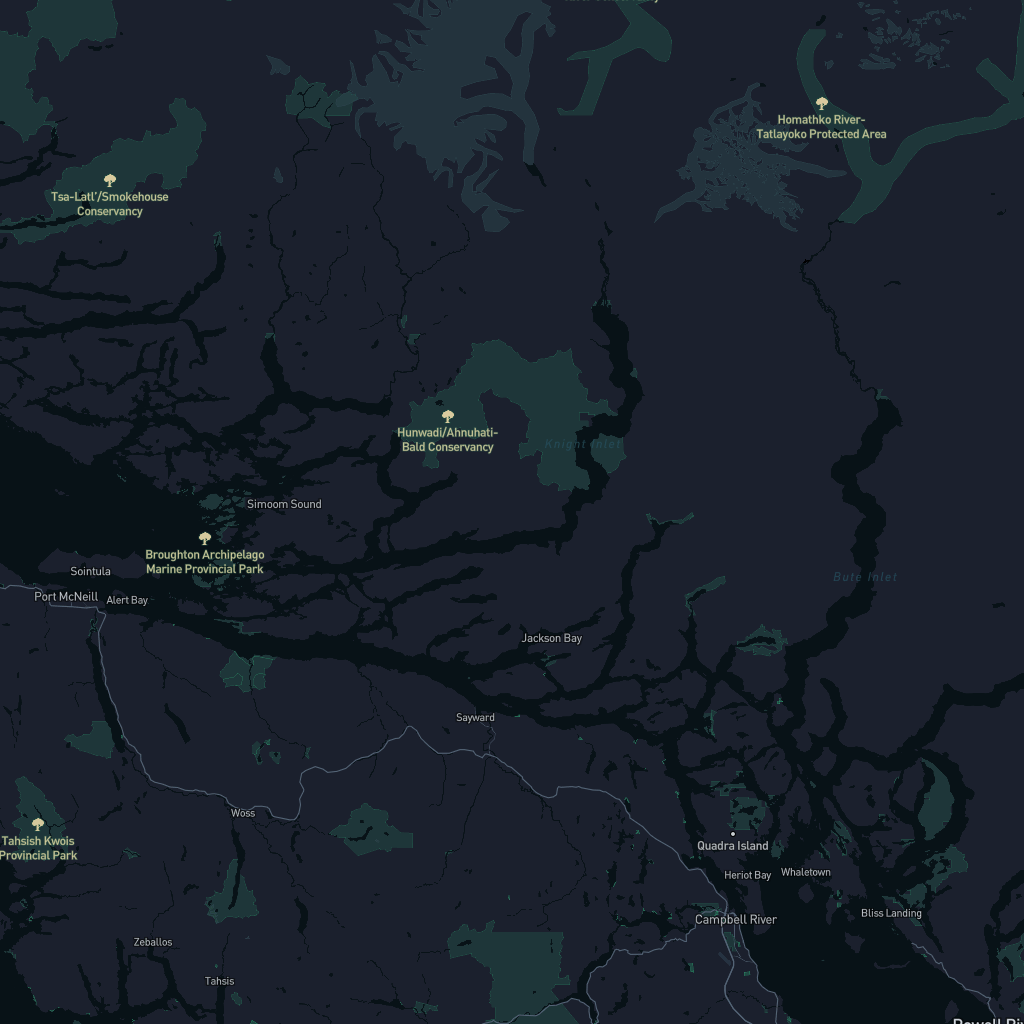 Homathko River-
Tatlayoko Protected Area
Tsa-Latl'/Smokehouse
Conservancy
Hunwadi/Ahnuhati-
Bald Conservancy
Knight Inlet
Simoom Sound
Broughton Archipelago
Marine Provincial Park
Sointula
Port McNeill
Alert Bay
Bute Inlet
Jackson Bay
Sayward
Woss
Tahsish Kwois
Provincial Park
Quadra Island
Heriot Bay
Whaletown
Bliss Landing
Campbell River
Zeballos
Tahsis